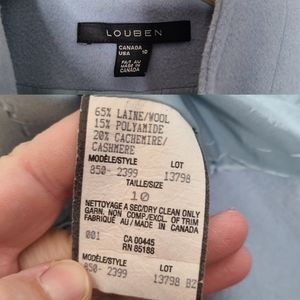 LOUBEN
CANADA
USA 10
FAIT AU
MADE IN
CANADA
65% LAINE/WOOL
15% POLYAMIDE
20% CACHEMIRE/
CASHMERE
MODÈLE/STYLE LOT
850- 2399 13798
TAILLE/SIZE
10
NETTOYAGE A SEC/DRY CLEAN ONLY
GARN. NON COMP./EXCL. OF TRIM
FABRIQUÉ AU/MADE IN CANADA
001 CA 00445
RN 85188
MODÈLE/STYLE LOT
850- 2399 13798 BZ